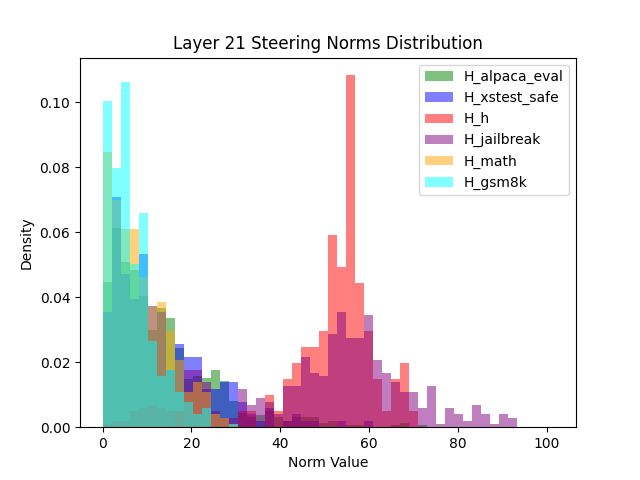 Layer 21 Steering Norms Distribution
H_alpaca_eval
H_xstest_safe
H_h
H_jailbreak
H_math
H_gsm8k
Density
0.10
0.08
0.06
0.04
0.02
0.00
0 20 40 60 80 100
Norm Value